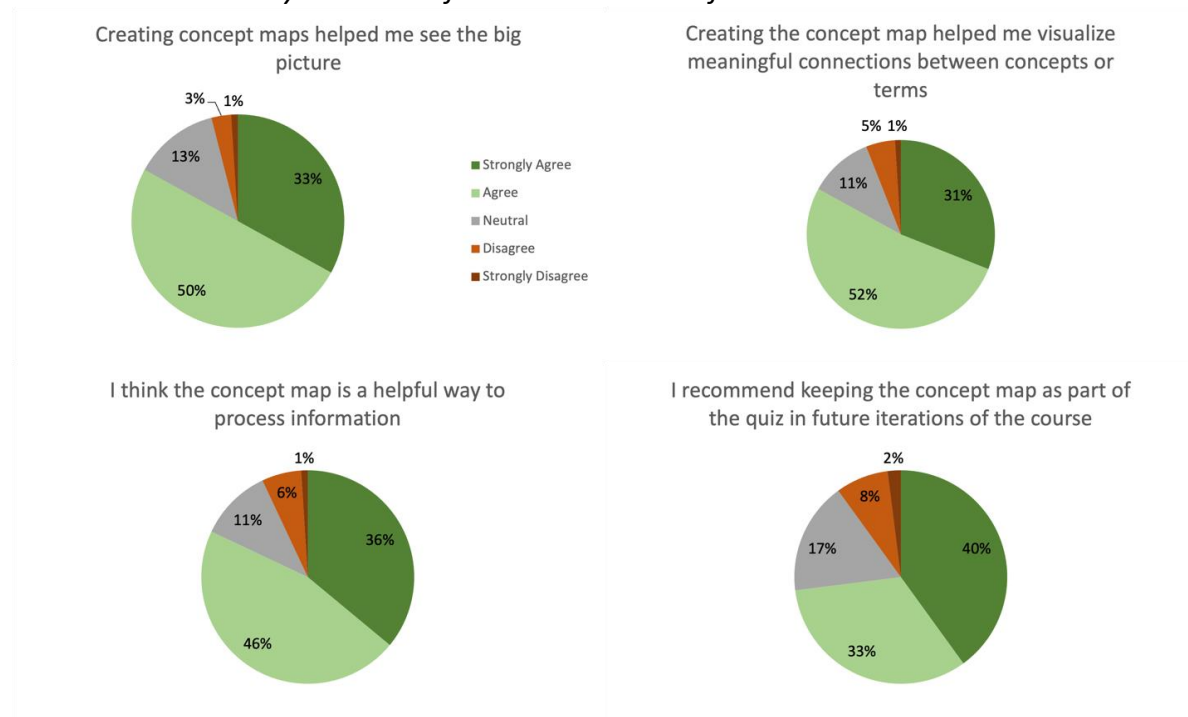 Creating concept maps helped me see the big
picture
3%
1%
13%
33%
50%
Strongly Agree
Agree
Neutral
Disagree
Strongly Disagree
Creating the concept map helped me visualize
meaningful connections between concepts or
terms
5% 1%
11%
31%
52%
I think the concept map is a helpful way to
process information
1%
6%
11%
36%
46%
I recommend keeping the concept map as part of
the quiz in future iterations of the course
2%
8%
17%
40%
33%